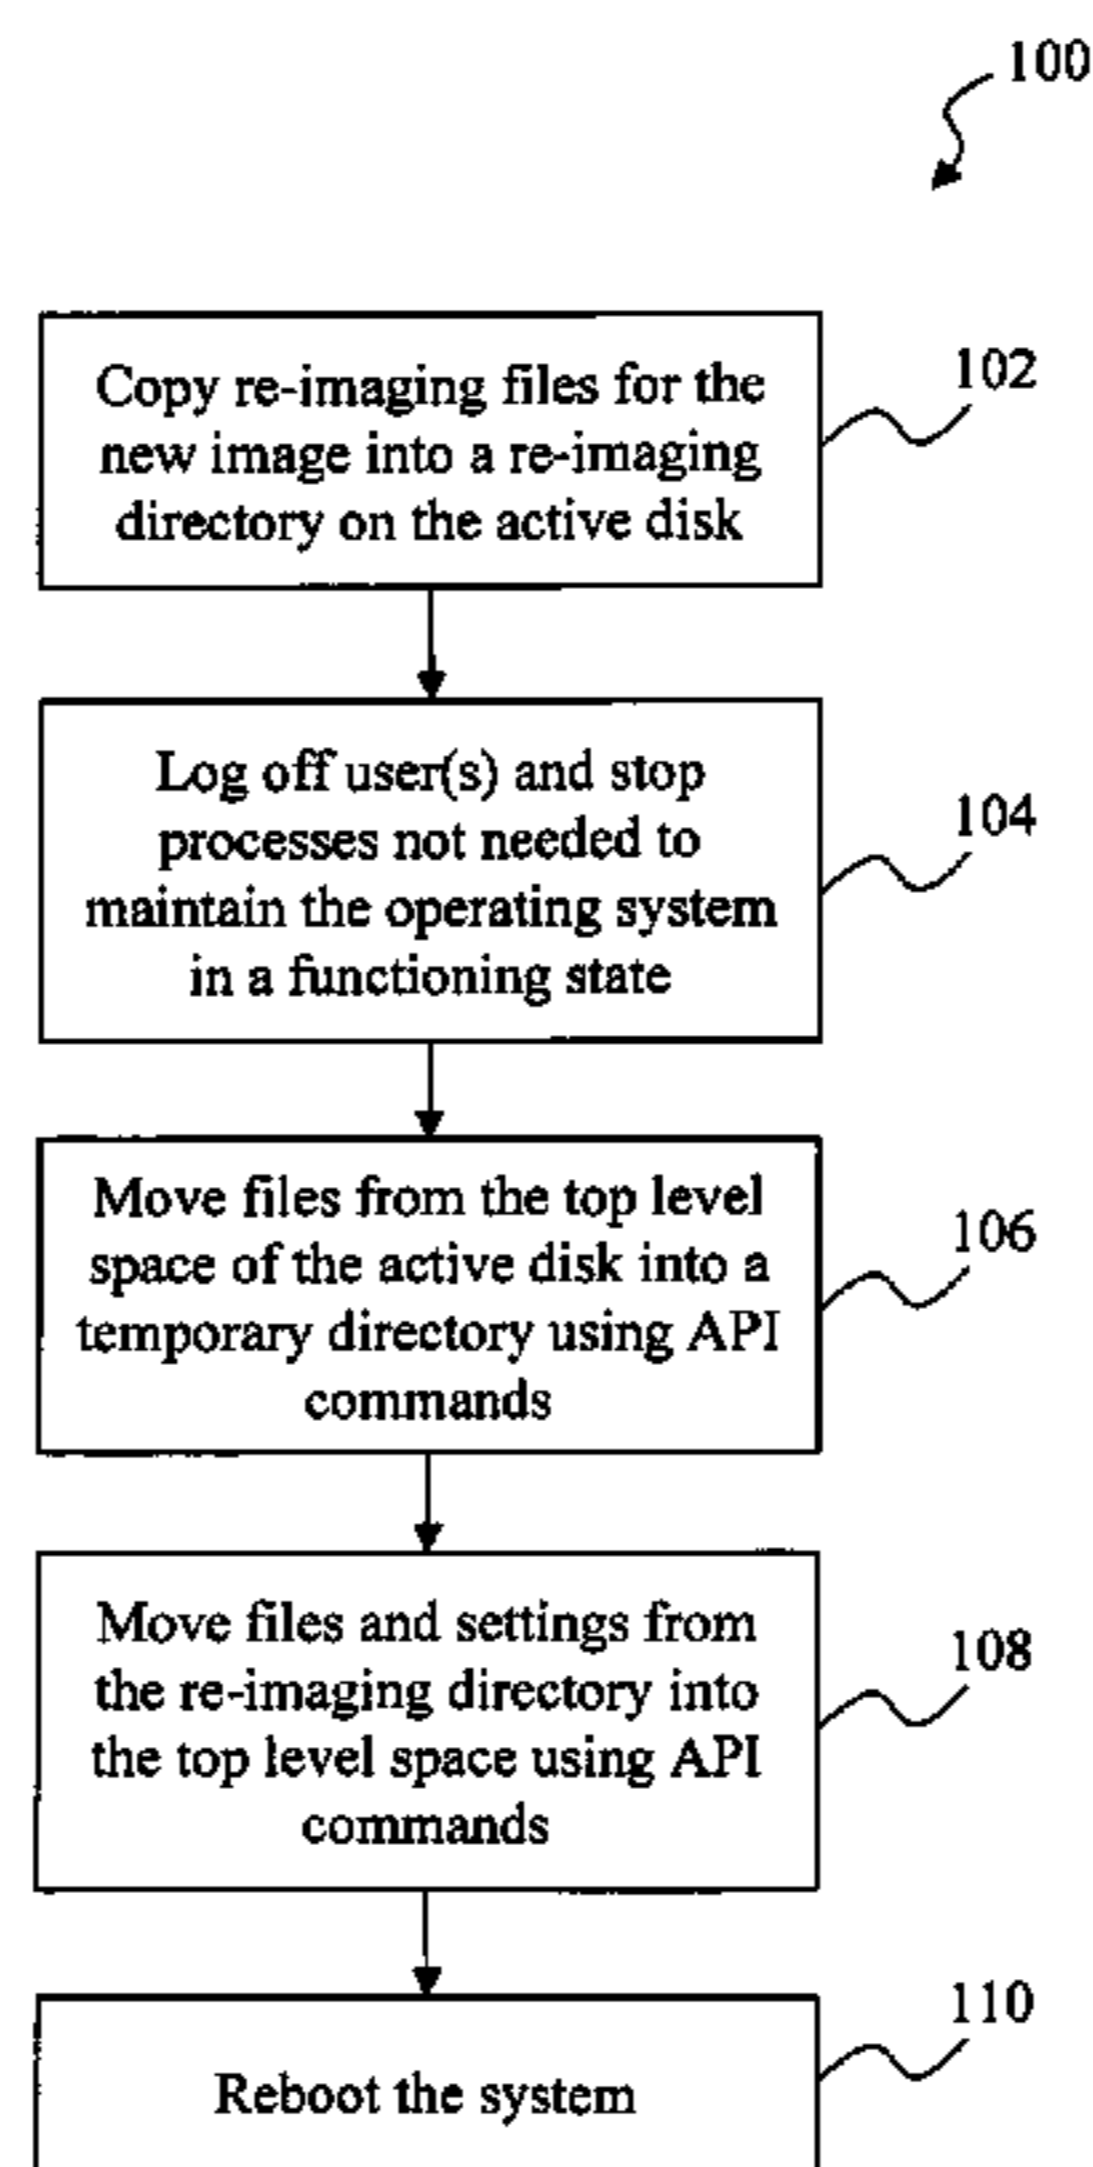 100
Copy re-imaging files for the
new image into a re-imaging
directory on the active disk
102
Log off user(s) and stop
processes not needed to
maintain the operating system
in a functioning state
104
Move files from the top level
space of the active disk into a
temporary directory using API
commands
106
Move files and settings from
the re-imaging directory into
the top level space using API
commands
108
Reboot the system
110